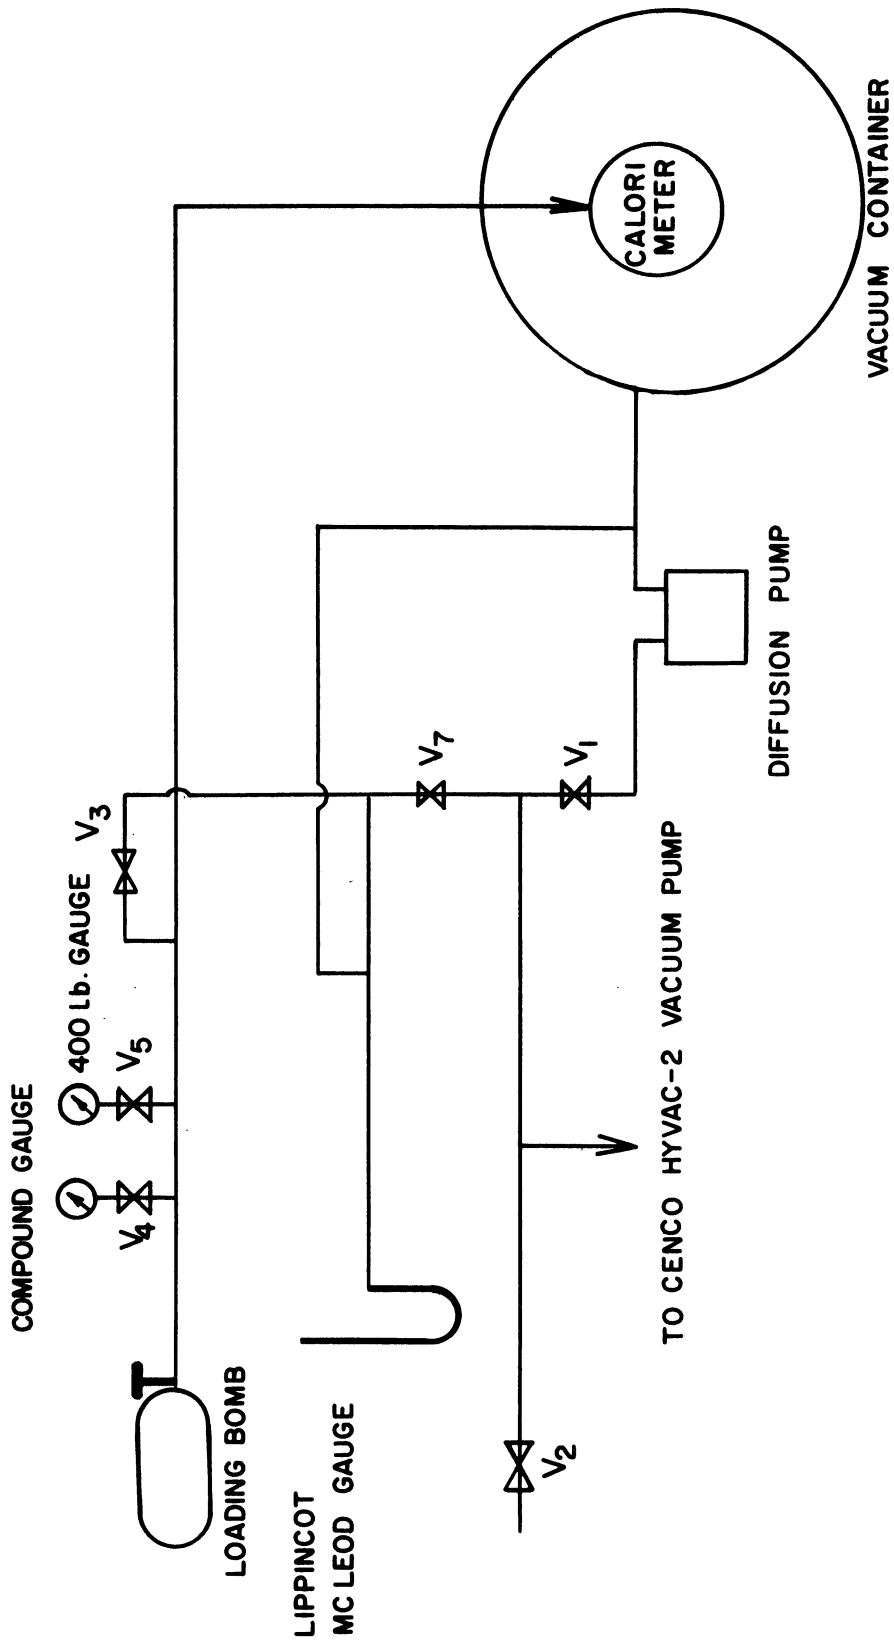 COMPOUND GAUGE
400 Lb. GAUGE
V3
V5
V4
LOADING BOMB
LIPPINCOT
MC LEOD GAUGE
V7
V1
V2
CALORI
METER
TO CENCO HYVAC-2 VACUUM PUMP
DIFFUSION PUMP
VACUUM CONTAINER